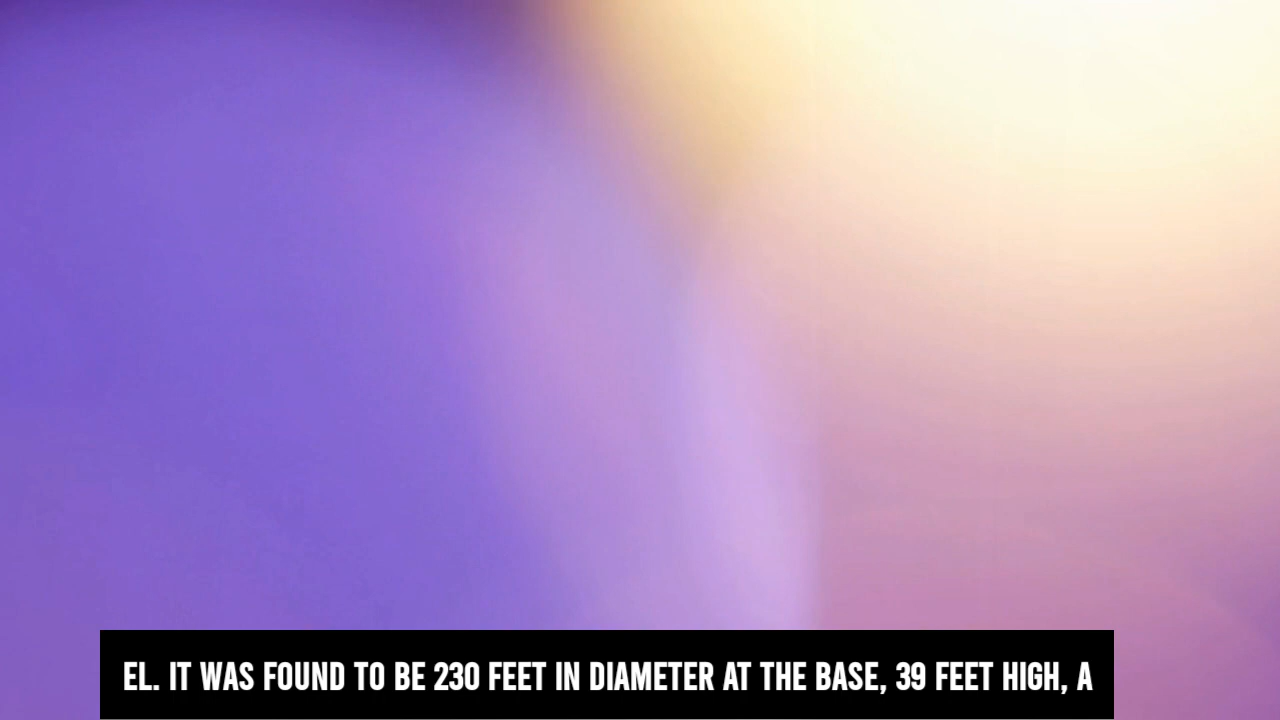 EL. IT WAS FOUND TO BE 230 FEET IN DIAMETER AT THE BASE, 39 FEET HIGH, A